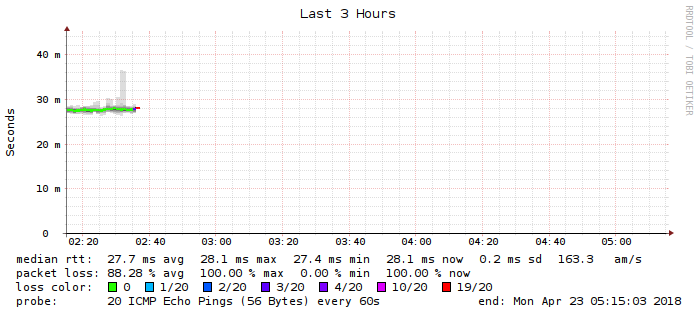 Last 3 Hours
RRDTOOL / TOBI OETIKER
Seconds
40 m
30 m
20 m
10 m
0
02:20 02:40 03:00 03:20 03:40 04:00 04:20 04:40 05:00
median rtt: 27.7 ms avg 28.1 ms max 27.4 ms min 28.1 ms now 0.2 ms sd 163.3 am/s
packet loss: 88.28 % avg 100.00 % max 0.00 % min 100.00 % now
loss color: 0 1/20 2/20 3/20 4/20 10/20 19/20
probe: 20 ICMP Echo Pings (56 Bytes) every 60s end: Mon Apr 23 05:15:03 2018